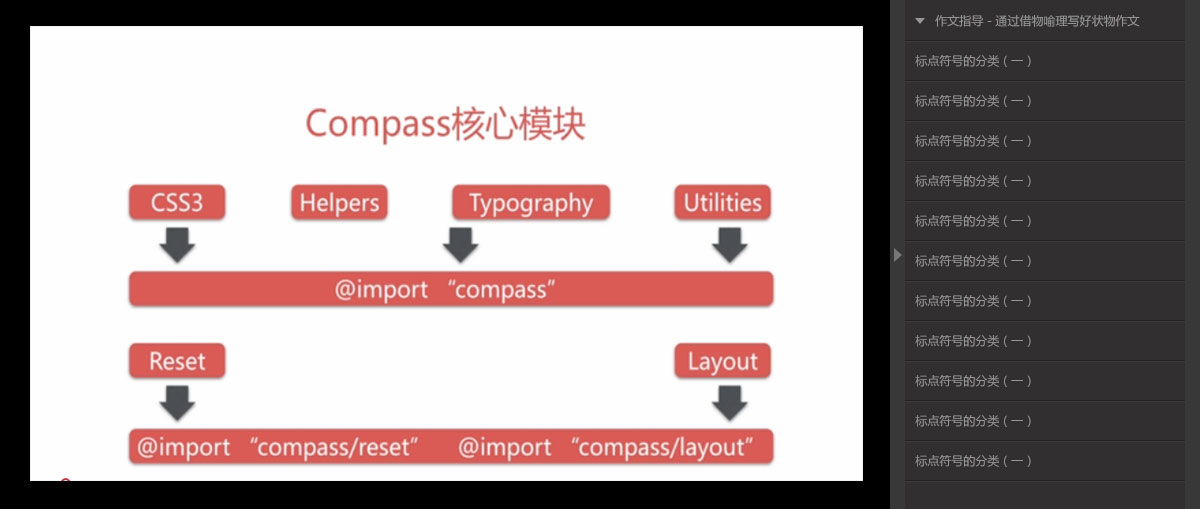 Compass核心模块
CSS3 Helpers Typography Utilities
@import “compass”
Reset Layout
@import “compass/reset” @import “compass/layout”
作文指导 - 通过借物喻理写好状物作文
标点符号的分类 ( 一 )
标点符号的分类 ( 一 )
标点符号的分类 ( 一 )
标点符号的分类 ( 一 )
标点符号的分类 ( 一 )
标点符号的分类 ( 一 )
标点符号的分类 ( 一 )
标点符号的分类 ( 一 )
标点符号的分类 ( 一 )
标点符号的分类 ( 一 )
标点符号的分类 ( 一 )